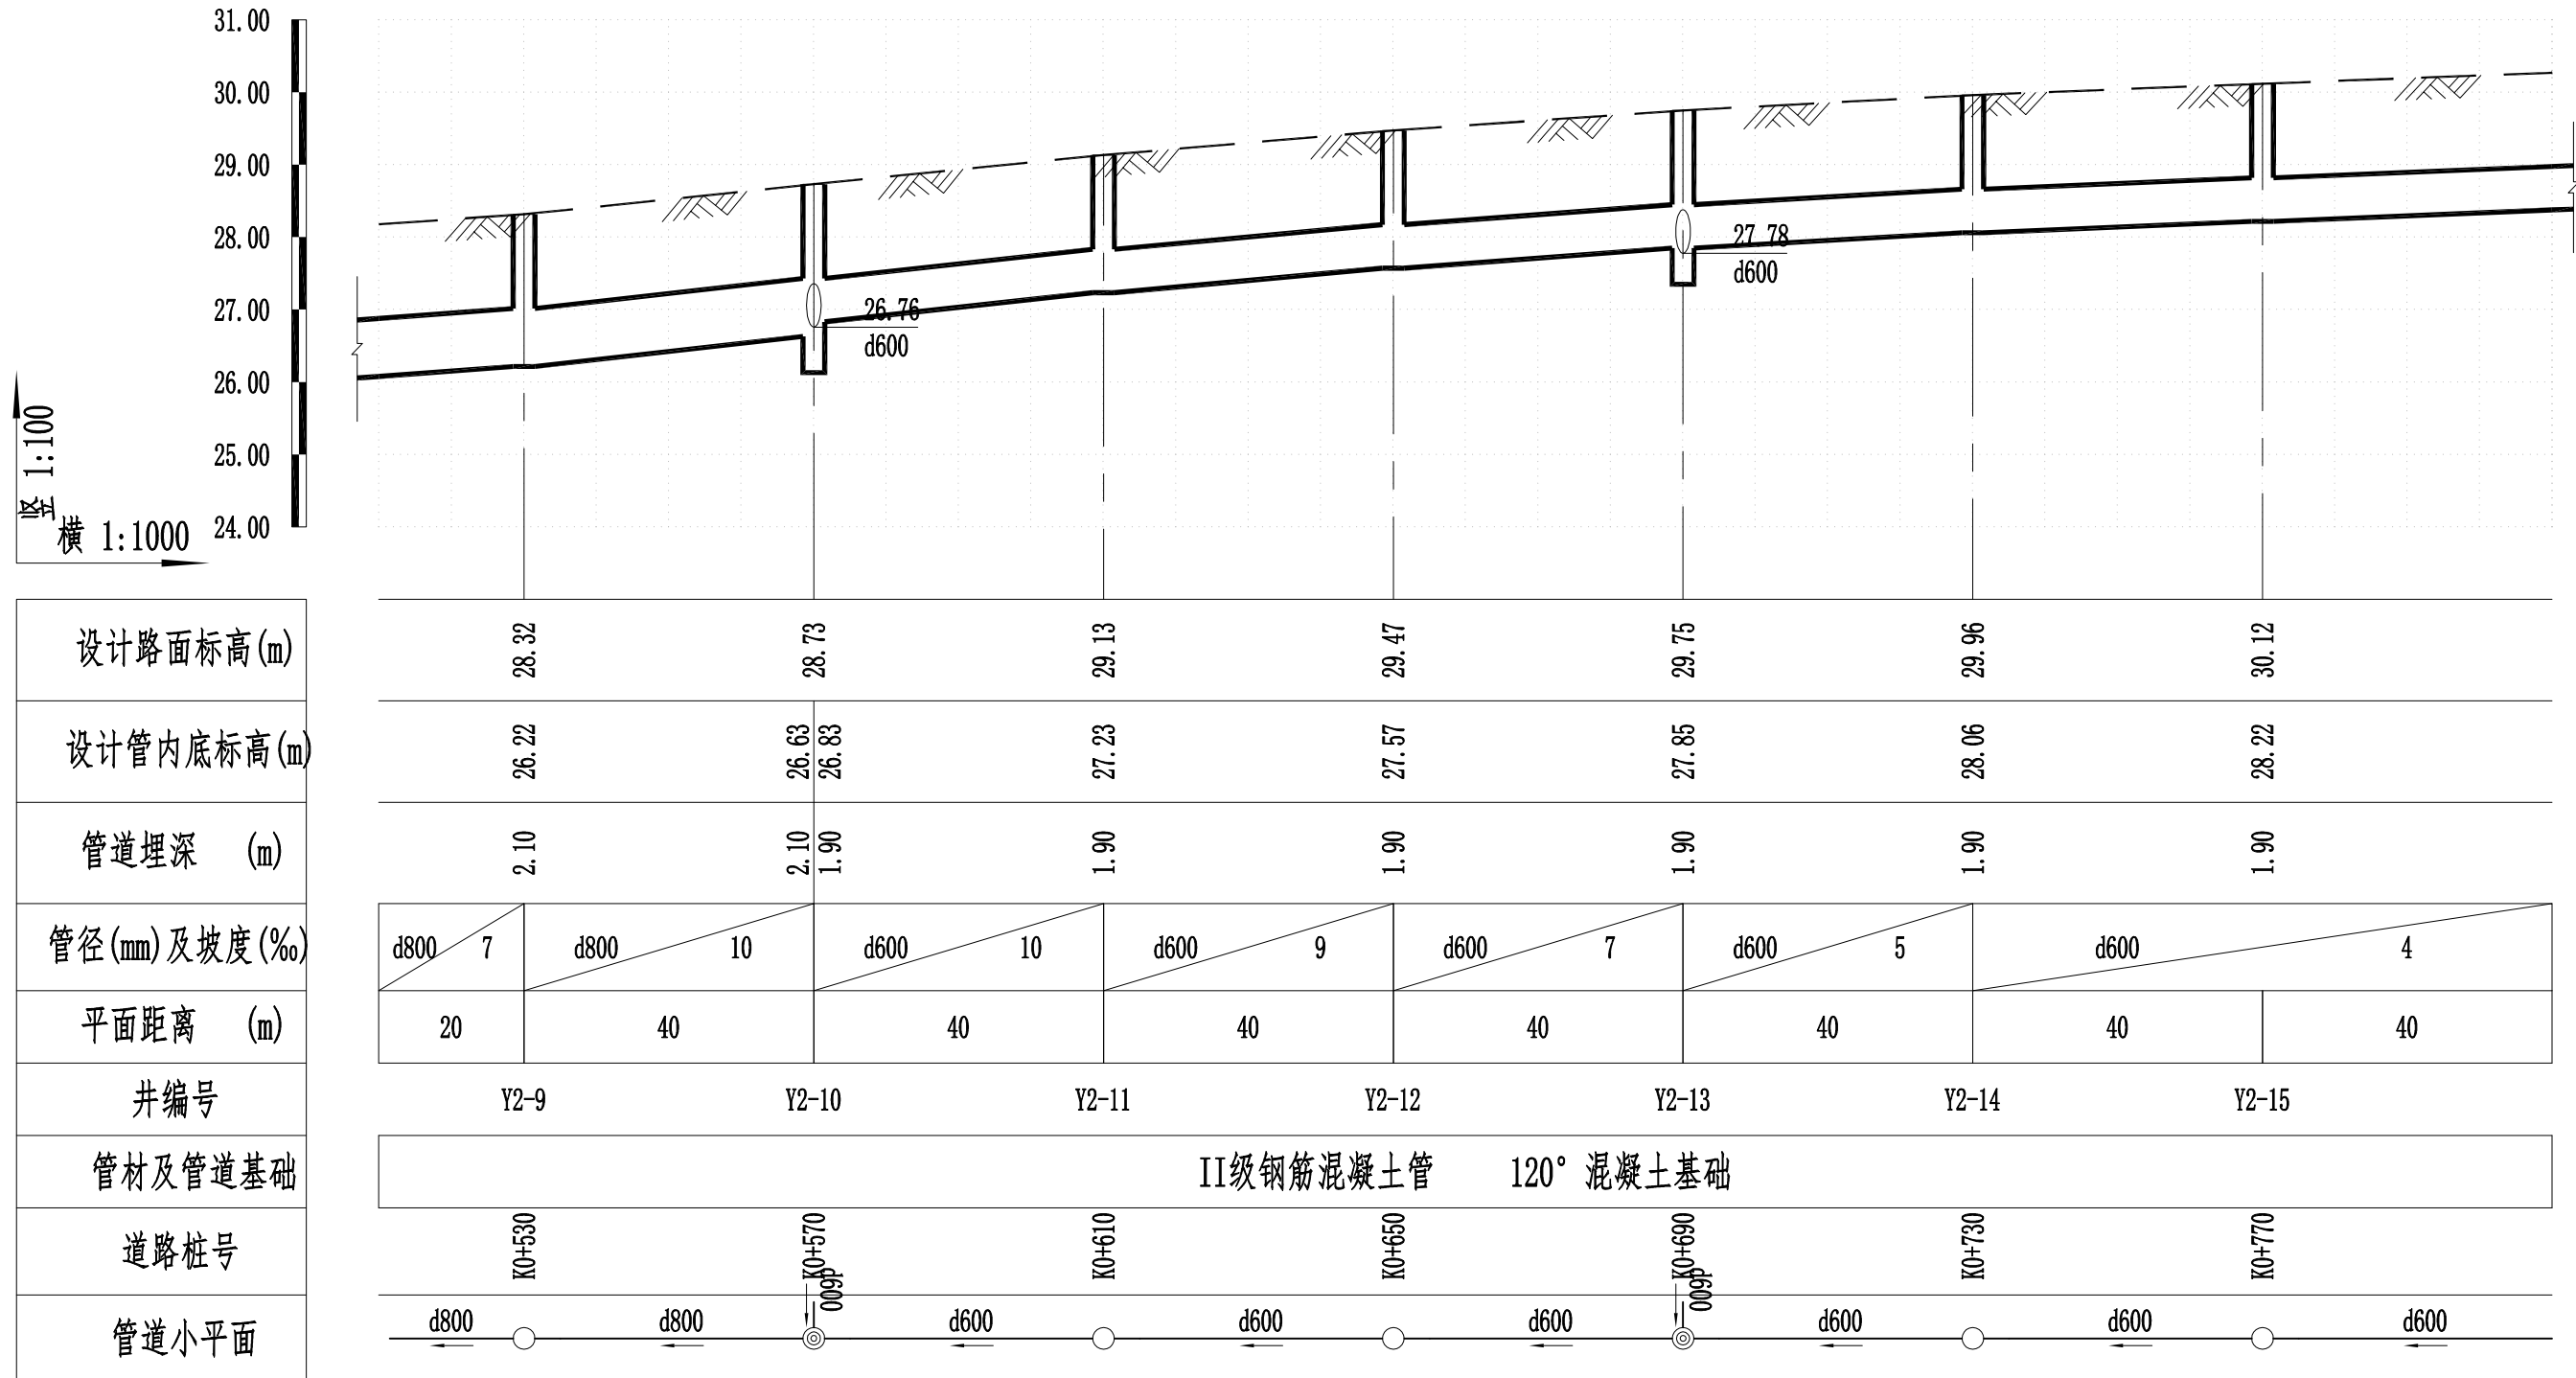 31.00
30.00
29.00
28.00
27.00
26.00
25.00
24.00
竖 1:100
横 1:1000
26.76
d600
27.78
d600
设计路面标高(m) 28.32 28.73 29.13 29.47 29.75 29.96 30.12
设计管内底标高(m) 26.22 26.63 26.83 27.23 27.57 27.85 28.06 28.22
管道埋深 (m) 2.10 2.10 1.90 1.90 1.90 1.90 1.90 1.90
管径(mm)及坡度(‰) d800 7 d800 10 d600 10 d600 9 d600 7 d600 5 d600 4
平面距离 (m) 20 40 40 40 40 40 40 40
井编号 Y2-9 Y2-10 Y2-11 Y2-12 Y2-13 Y2-14 Y2-15
管材及管道基础 II级钢筋混凝土管 120° 混凝土基础
道路桩号 K0+530 K0+570 K0+610 K0+650 K0+690 K0+730 K0+770
d600 d600
管道小平面 d800 d800 d600 d600 d600 d600 d600 d600